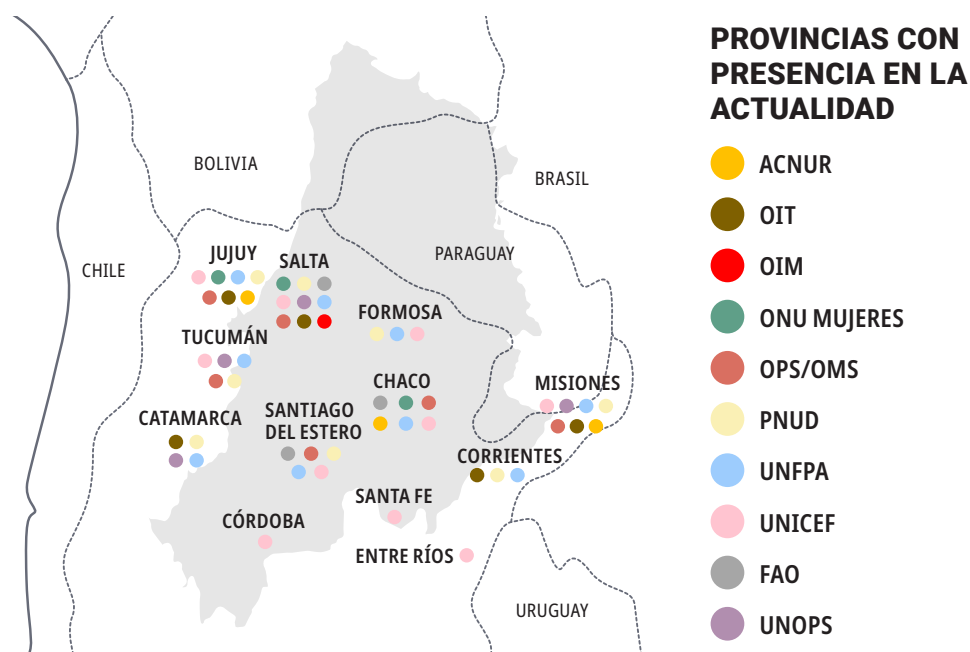 PROVINCIAS CON
PRESENCIA EN LA
ACTUALIDAD
ACNUR
OIT
OIM
ONU MUJERES
OPS/OMS
PNUD
UNFPA
UNICEF
FAO
UNOPS
BOLIVIA
BRASIL
CHILE
PARAGUAY
JUJUY
SALTA
FORMOSA
TUCUMÁN
CHACO
MISIONES
CATAMARCA
SANTIAGO
DEL ESTERO
CORRIENTES
SANTA FE
CÓRDOBA
ENTRE RÍOS
URUGUAY